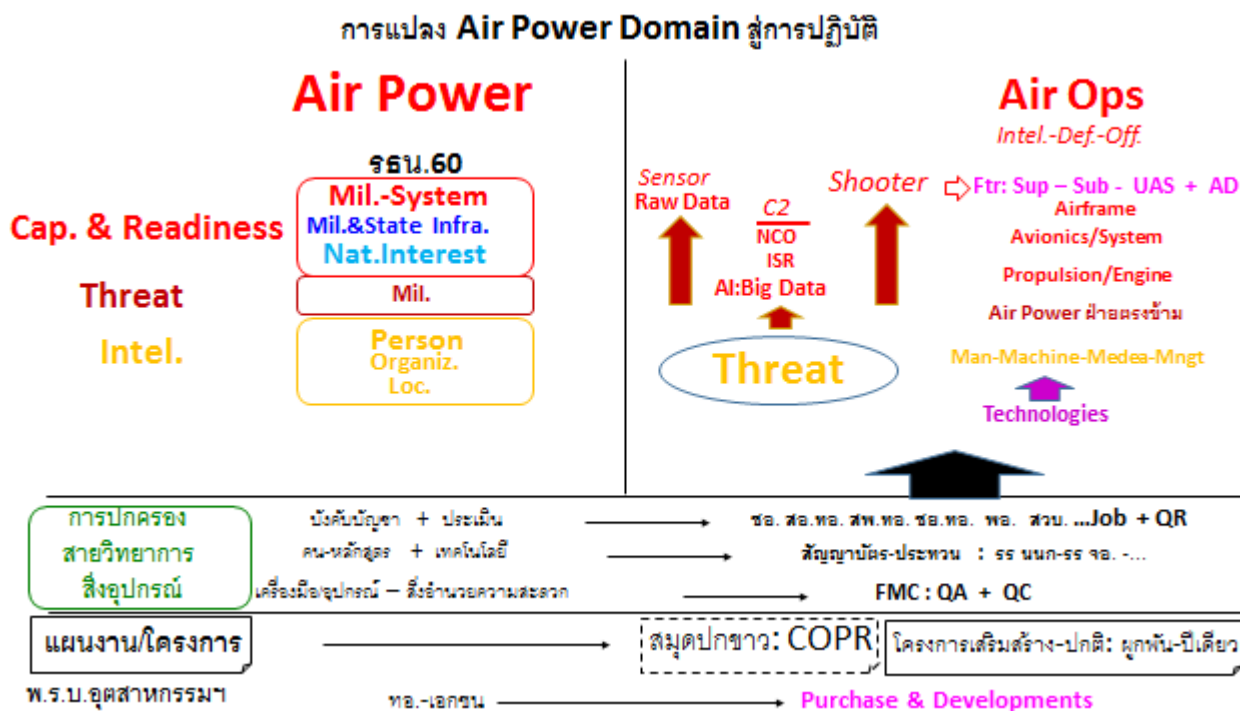 การแปลง Air Power Domain สู่การปฏิบัติ
Air Power
รธน.60
Mil.-System
Cap. & Readiness
Mil.&State Infra.
Nat.Interest
Threat
Mil.
Intel.
Person
Organiz.
Loc.
Air Ops
Intel.-Def.-Off.
Sensor
Raw Data
C2
NCO
ISR
AI:Big Data
Shooter
Ftr: Sup – Sub - UAS + AD
Airframe
Avionics/System
Propulsion/Engine
Air Power ฝ่ายตรงข้าม
Threat
Man-Machine-Medea-Mngt
Technologies
การปกครอง บังคับบัญชา + ประเมิน ชอ. สอ.ทอ. สพ.ทอ. ชอ.ทอ. พอ. สวบ. ...Job + QR
สายวิทยาการ คน-หลักสูตร + เทคโนโลยี สัญญาบัตร-ประทวน : รร นนก-รร จอ. -...
สิ่งอุปกรณ์ เครื่องมือ/อุปกรณ์ – สิ่งอำนวยความสะดวก FMC : QA + QC
แผนงาน/โครงการ สมุดปกขาว: COPR โครงการเสริมสร้าง-ปกติ: ผูกพัน-ปีเดียว
พ.ร.บ.อุตสาหกรรมฯ ทอ.-เอกชน Purchase & Developments